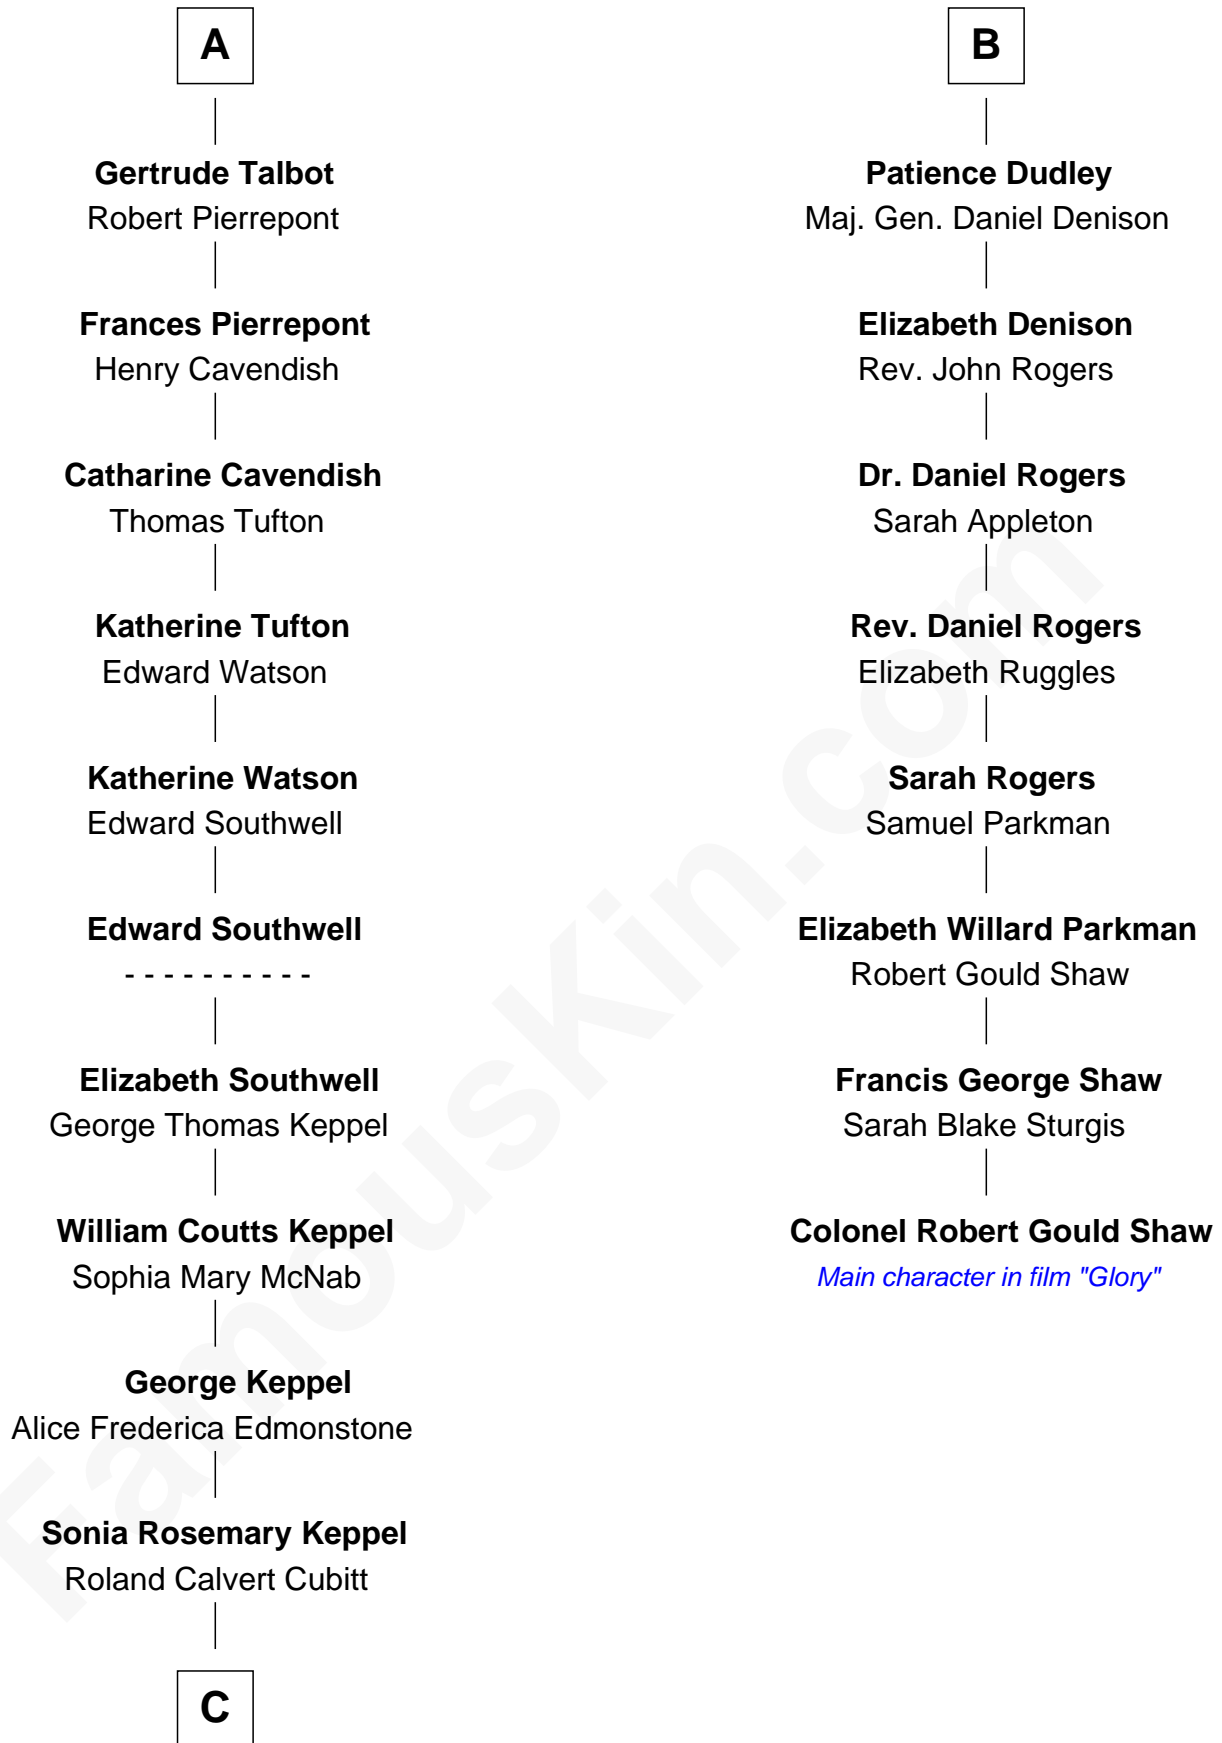 A
Gertrude Talbot
Robert Pierrepont
Frances Pierrepont
Henry Cavendish
Catharine Cavendish
Thomas Tufton
Katherine Tufton
Edward Watson
Katherine Watson
Edward Southwell
Edward Southwell
- - - - - - - - - -
Elizabeth Southwell
George Thomas Keppel
William Coutts Keppel
Sophia Mary McNab
George Keppel
Alice Frederica Edmonstone
Sonia Rosemary Keppel
Roland Calvert Cubitt
C
B
Patience Dudley
Maj. Gen. Daniel Denison
Elizabeth Denison
Rev. John Rogers
Dr. Daniel Rogers
Sarah Appleton
Rev. Daniel Rogers
Elizabeth Ruggles
Sarah Rogers
Samuel Parkman
Elizabeth Willard Parkman
Robert Gould Shaw
Francis George Shaw
Sarah Blake Sturgis
Colonel Robert Gould Shaw
Main character in film "Glory"
FamousKin.com